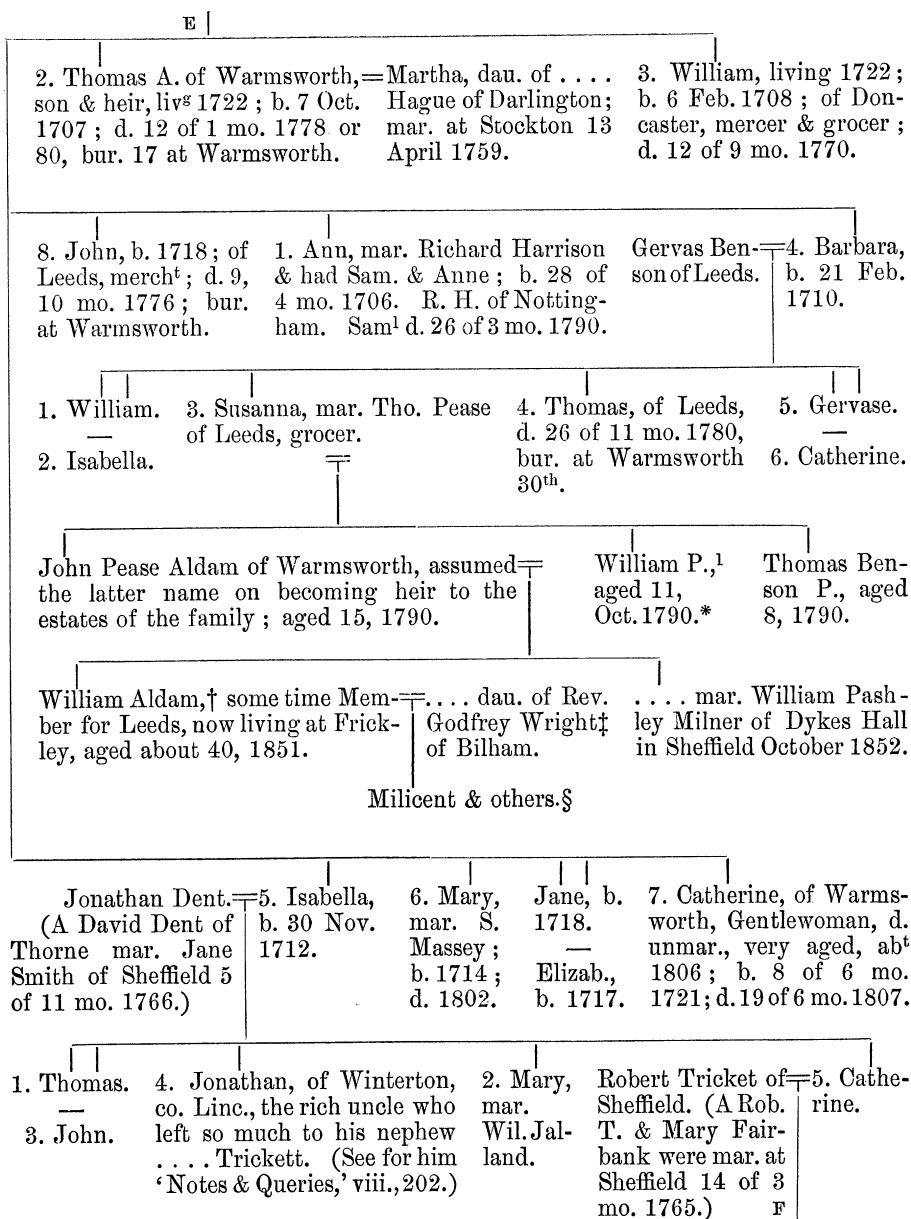 E
2. Thomas A. of Warmsworth,=Martha, dau. of . . . .
son & heir, livᵍ 1722 ; b. 7 Oct. Hague of Darlington;
1707 ; d. 12 of 1 mo. 1778 or mar. at Stockton 13
80, bur. 17 at Warmsworth. April 1759.
3. William, living 1722 ;
b. 6 Feb. 1708 ; of Don-
caster, mercer & grocer ;
d. 12 of 9 mo. 1770.
8. John, b. 1718; of
Leeds, merchᵗ; d. 9,
10 mo. 1776; bur.
at Warmsworth.
1. Ann, mar. Richard Harrison
& had Sam. & Anne ; b. 28 of
4 mo. 1706. R. H. of Notting-
ham. Samˡ d. 26 of 3 mo. 1790.
Gervas Ben-=4. Barbara,
son of Leeds. b. 21 Feb.
1710.
1. William.
—
2. Isabella.
3. Susanna, mar. Tho. Pease
of Leeds, grocer.
4. Thomas, of Leeds,
d. 26 of 11 mo. 1780,
bur. at Warmsworth
30ᵗʰ.
5. Gervase.
—
6. Catherine.
John Pease Aldam of Warmsworth, assumed=
the latter name on becoming heir to the
estates of the family ; aged 15, 1790.
William P.,¹
aged 11,
Oct. 1790.*
Thomas Ben-
son P., aged
8, 1790.
William Aldam,† some time Mem-=. . . . dau. of Rev.
ber for Leeds, now living at Frick- Godfrey Wright‡
ley, aged about 40, 1851. of Bilham.
. . . . mar. William Pash-
ley Milner of Dykes Hall
in Sheffield October 1852.
Milicent & others.§
Jonathan Dent.=5. Isabella,
(A David Dent of b. 30 Nov.
Thorne mar. Jane 1712.
Smith of Sheffield 5
of 11 mo. 1766.)
6. Mary,
mar. S.
Massey ;
b. 1714 ;
d. 1802.
Jane, b.
1718.
—
Elizab.,
b. 1717.
7. Catherine, of Warms-
worth, Gentlewoman, d.
unmar., very aged, abᵗ
1806 ; b. 8 of 6 mo.
1721; d. 19 of 6 mo. 1807.
1. Thomas.
—
3. John.
4. Jonathan, of Winterton,
co. Linc., the rich uncle who
left so much to his nephew
. . . . Trickett. (See for him
‘Notes & Queries,’ viii., 202.)
2. Mary,
mar.
Wil. Jal-
land.
Robert Tricket of=5. Cathe-
Sheffield. (A Rob. rine.
T. & Mary Fair-
bank were mar. at
Sheffield 14 of 3
mo. 1765.) F